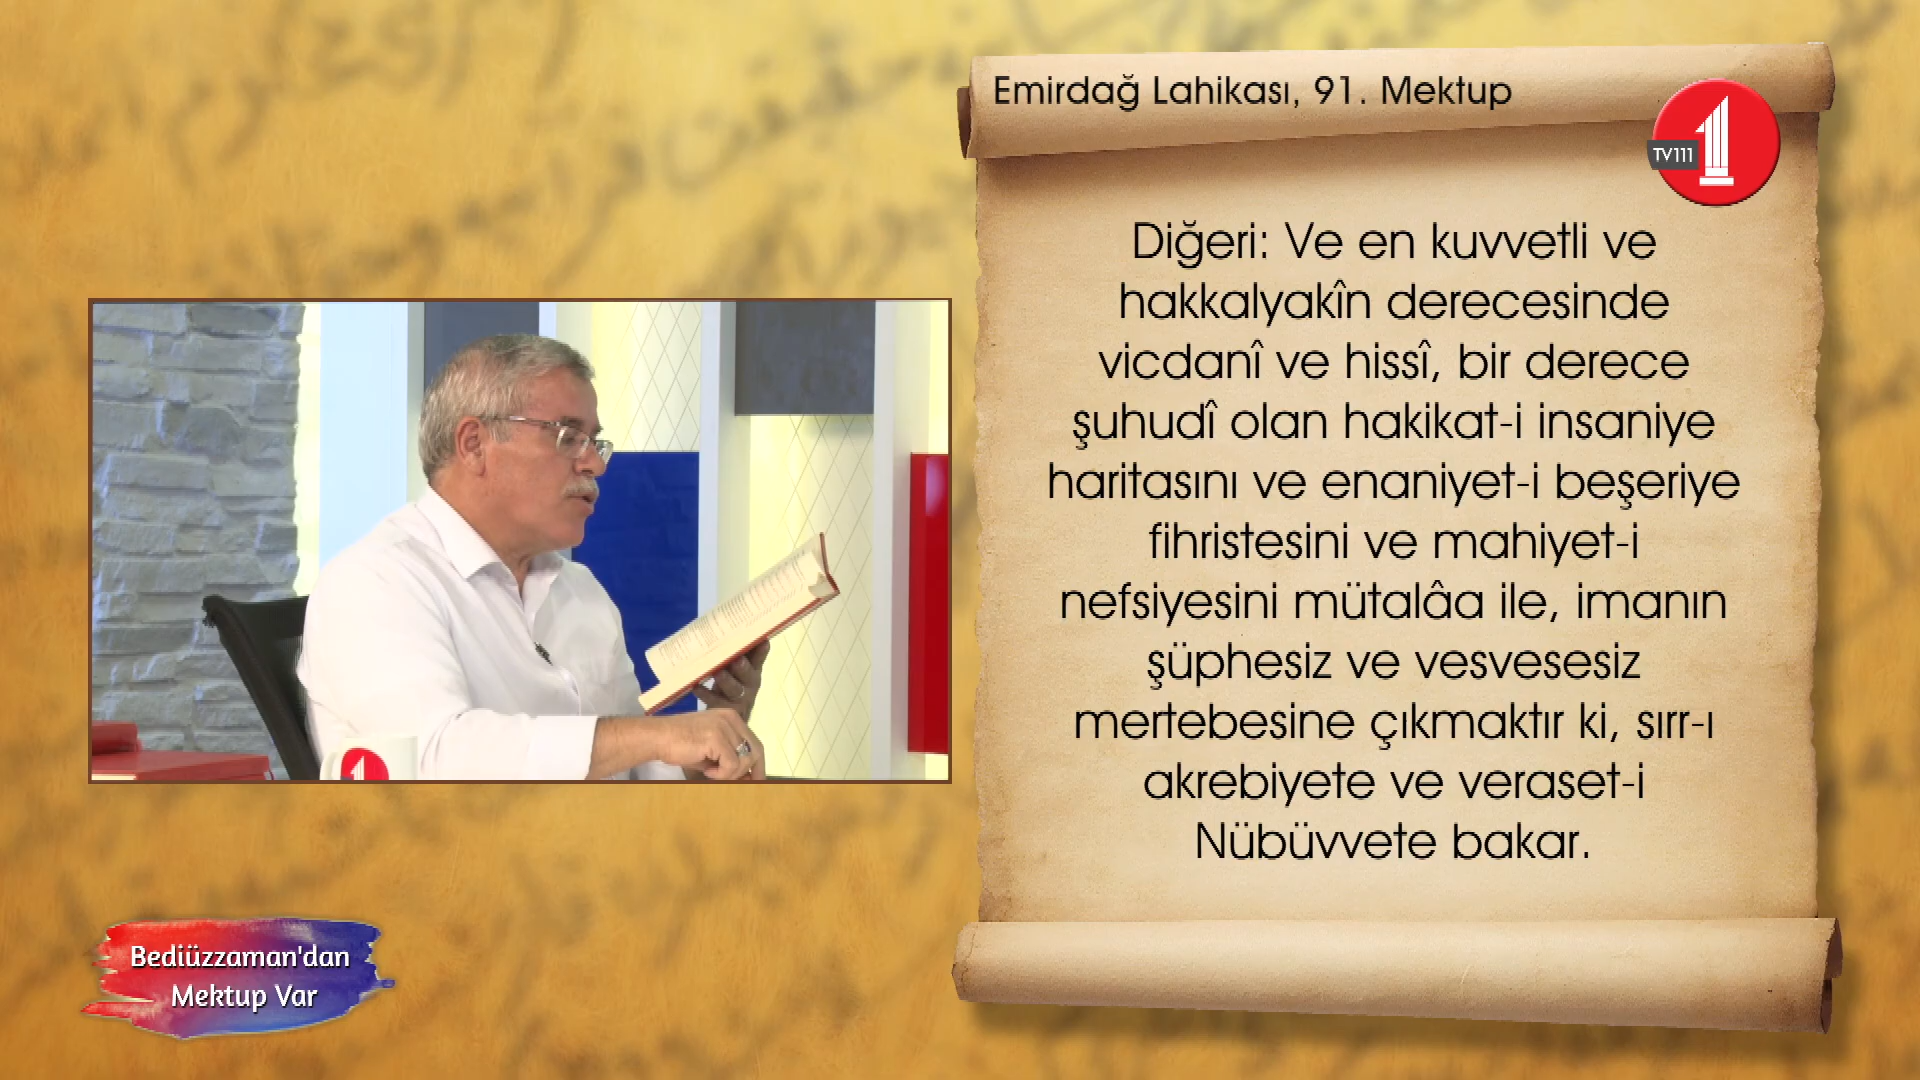 Emirdağ Lahikası, 91. Mektup
TV111
Diğeri: Ve en kuvvetli ve
hakkalyakîn derecesinde
vicdanî ve hissî, bir derece
şuhudî olan hakikat-i insaniye
haritasını ve enaniyet-i beşeriye
fihristesini ve mahiyet-i
nefsiyesini mütalâa ile, imanın
şüphesiz ve vesvesesiz
mertebesine çıkmaktır ki, sırr-ı
akrebiyete ve veraset-i
Nübüvvete bakar.
Bediüzzaman'dan
Mektup Var